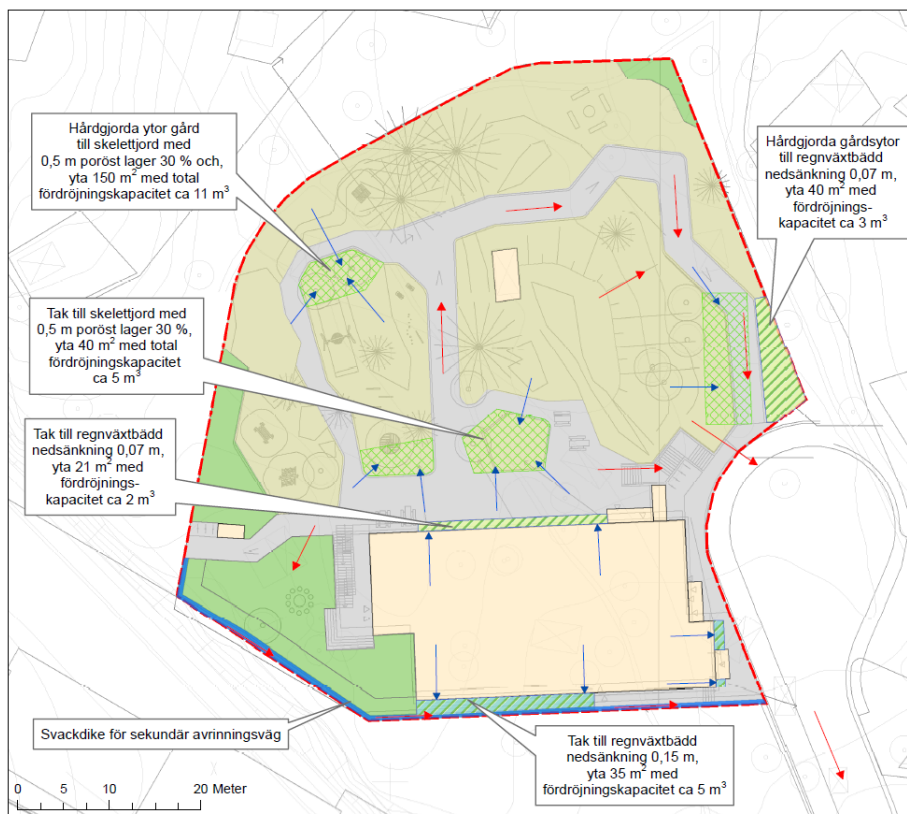 Hårdgjorda ytor gård
till skelettjord med
0,5 m poröst lager 30 % och,
yta 150 m² med total
fördröjningskapacitet ca 11 m³
Hårdgjorda gårdsytor
till regnväxtbädd
nedsänkning 0,07 m,
yta 40 m² med
fördröjnings-
kapacitet ca 3 m³
Tak till skelettjord med
0,5 m poröst lager 30 %,
yta 40 m² med total
fördröjningskapacitet
ca 5 m³
Tak till regnväxtbädd
nedsänkning 0,07 m,
yta 21 m² med
fördröjnings-
kapacitet ca 2 m³
Svackdike för sekundär avrinningsväg
Tak till regnväxtbädd
nedsänkning 0,15 m,
yta 35 m² med
fördröjningskapacitet ca 5 m³
0 5 10 20 Meter